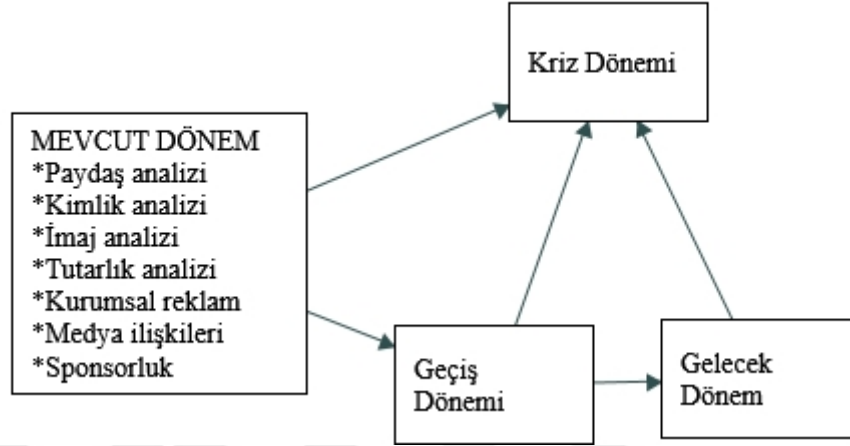 Kriz Dönemi
MEVCUT DÖNEM
*Paydaş analizi
*Kimlik analizi
*İmaj analizi
*Tutarlık analizi
*Kurumsal reklam
*Medya ilişkileri
*Sponsorluk
Geçiş
Dönemi
Gelecek
Dönem